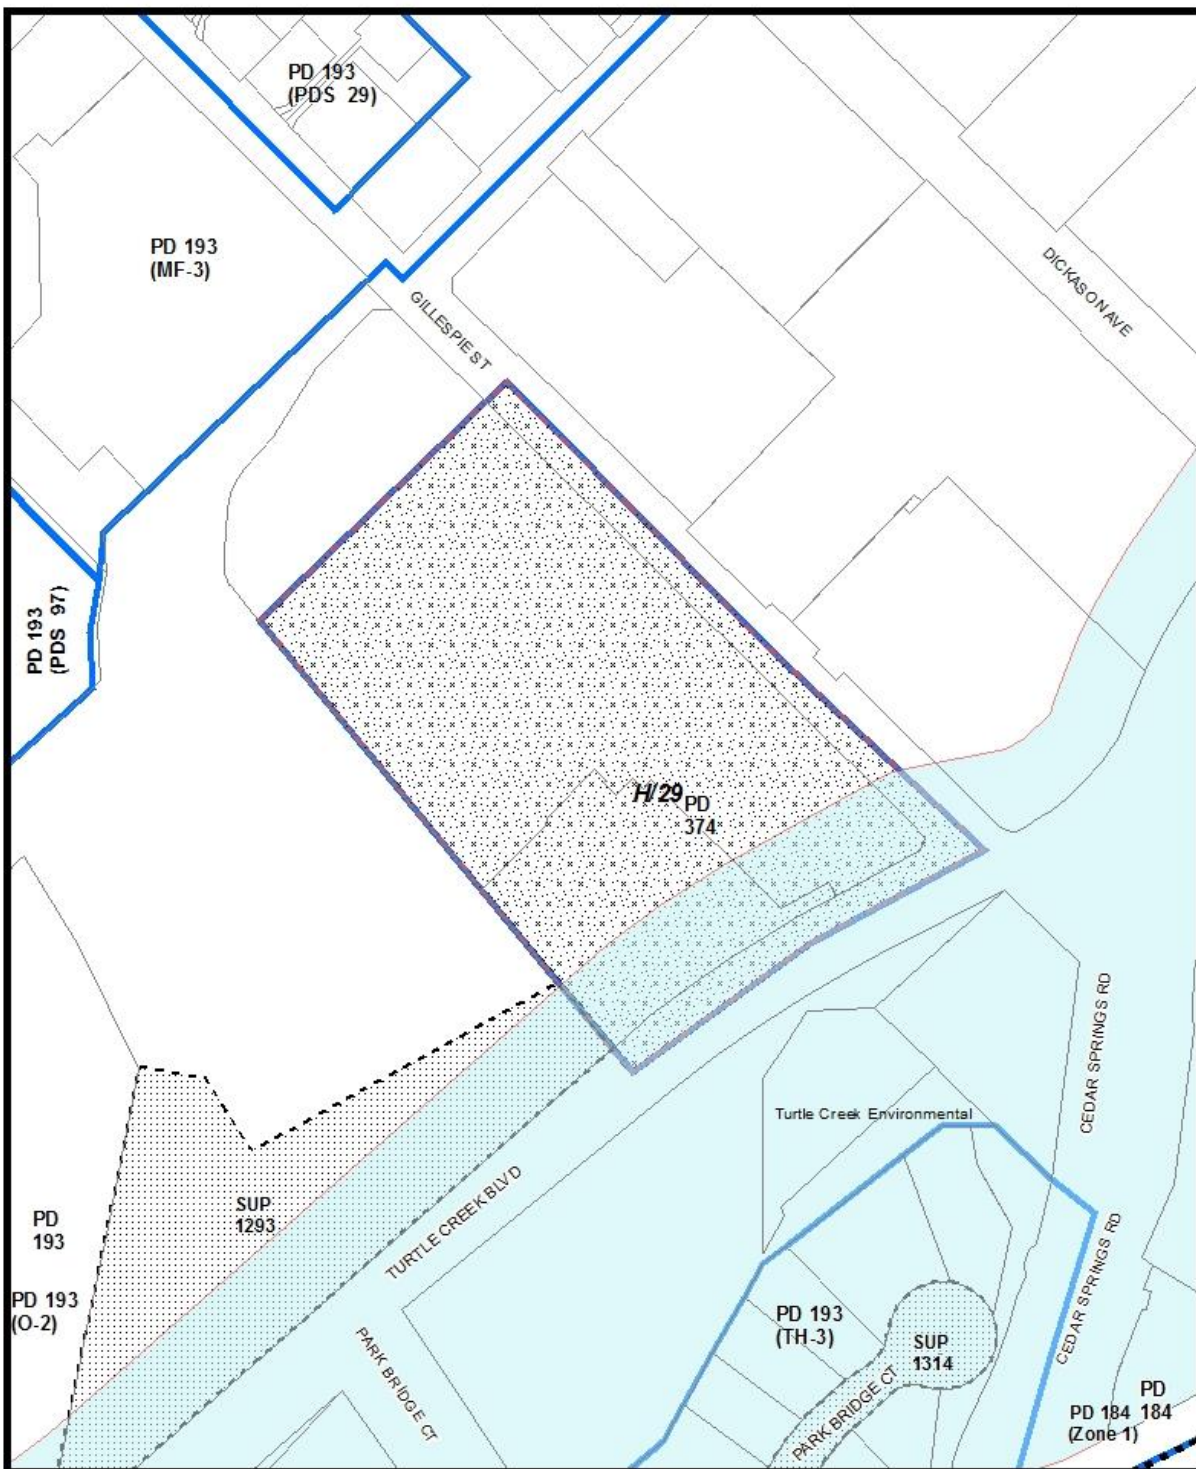 PD 193
(PDS 29)
PD 193
(MF-3)
DICKASON AVE
GILLESPIE ST
PD 193
(PDS 97)
H/29
PD
374
CEDAR SPRINGS RD
Turtle Creek Environmental
TURTLE CREEK BLVD
SUP
1293
PD
193
PD 193
(O-2)
CEDAR SPRINGS RD
PD 193
(TH-3)
SUP
1314
PARK BRIDGE CT
PARK BRIDGE CT
PD
184
PD 184
(Zone 1)